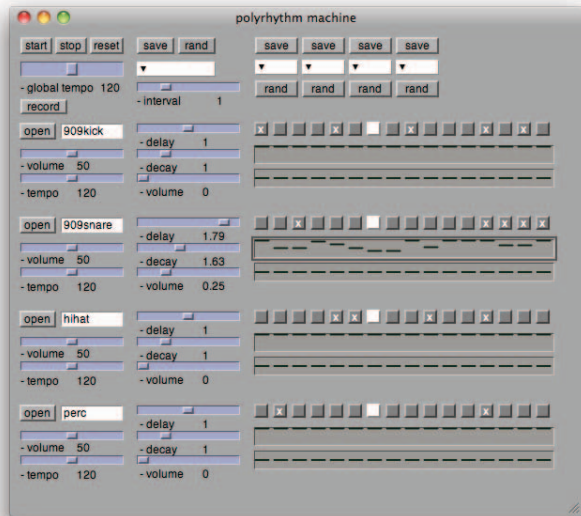 polyrhythm machine
start stop reset save rand save save save save
- global tempo 120 rand rand rand rand
record - interval 1
open 909kick x x x x x
- delay 1
- volume 50 - decay 1
- tempo 120 - volume 0
open 909snare x x x x x
- delay 1.79
- volume 50 - decay 1.63
- tempo 120 - volume 0.25
open hihat x x x x
- delay 1
- volume 50 - decay 1
- tempo 120 - volume 0
open perc x x
- delay 1
- volume 50 - decay 1
- tempo 120 - volume 0